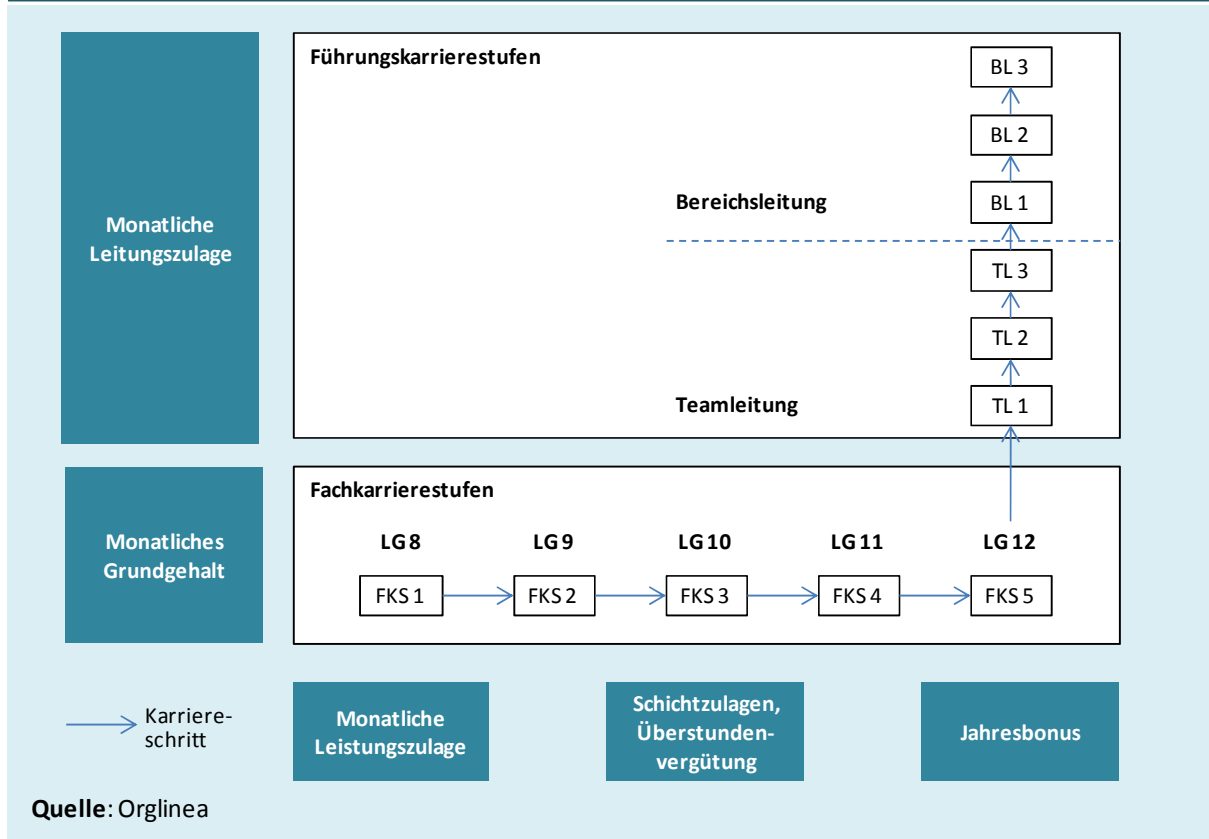 Führungskarrierestufen
BL 3
BL 2
Bereichsleitung
BL 1
Monatliche
Leitungszulage
TL 3
TL 2
Teamleitung
TL 1
Fachkarrierestufen
Monatliches
Grundgehalt
LG 8
LG 9
LG 10
LG 11
LG 12
FKS 1
FKS 2
FKS 3
FKS 4
FKS 5
Karriere-
schritt
Monatliche
Leistungszulage
Schichtzulagen,
Überstunden-
vergütung
Jahresbonus
Quelle: Orglinea